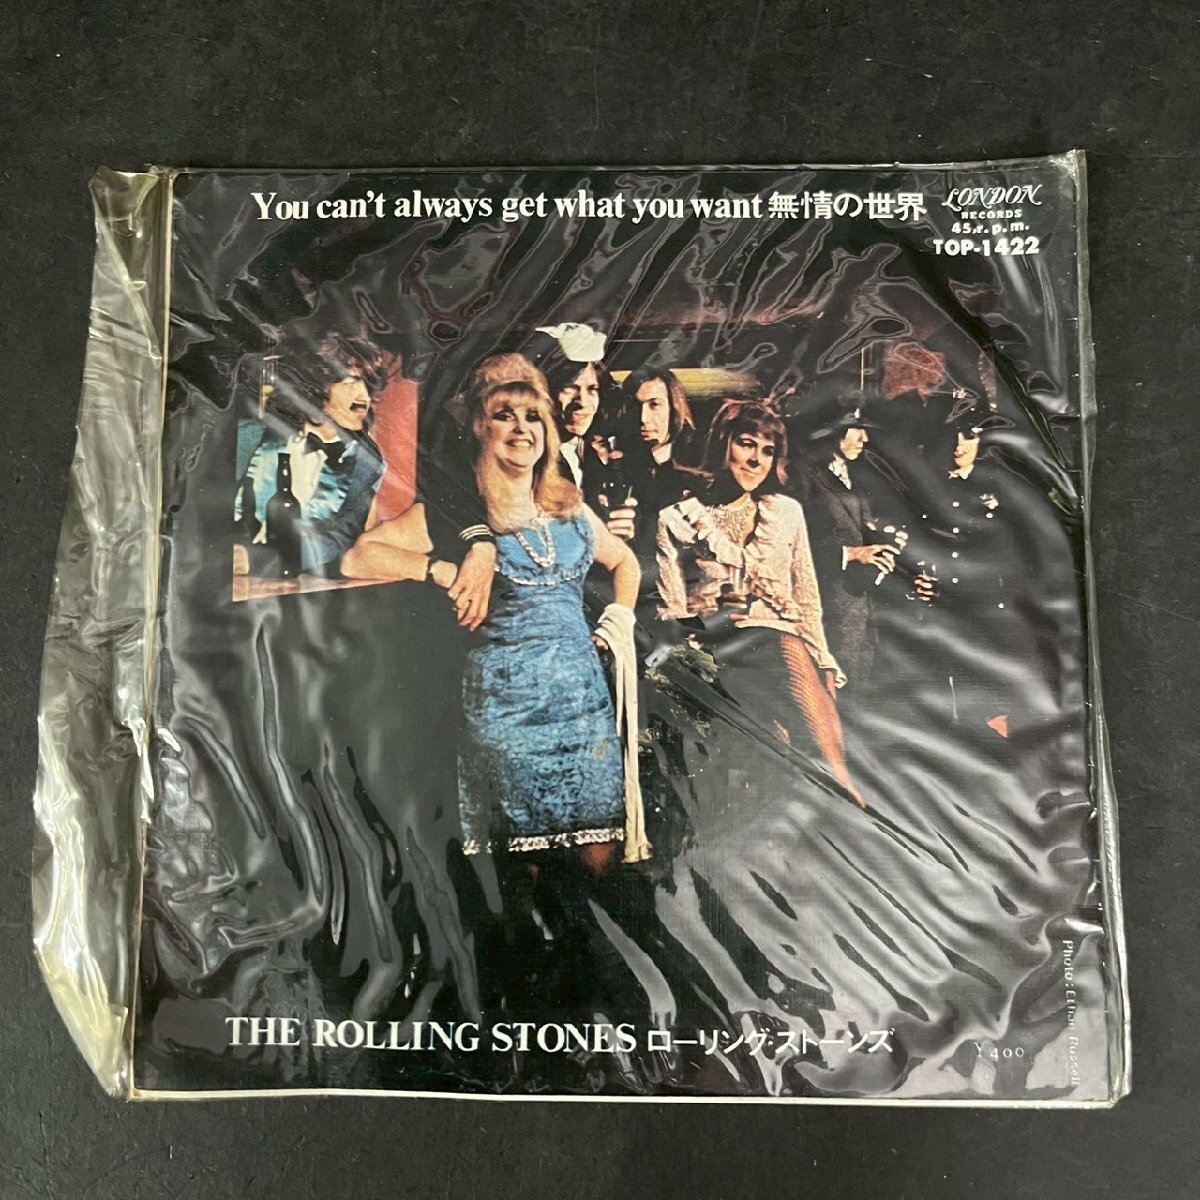 You can't always get what you want 無情の世界
LONDON
RECORDS
45.r.p.m.
TOP-1422
Photo: Ethan Russell
THE ROLLING STONES ローリング・ストーンズ
¥400